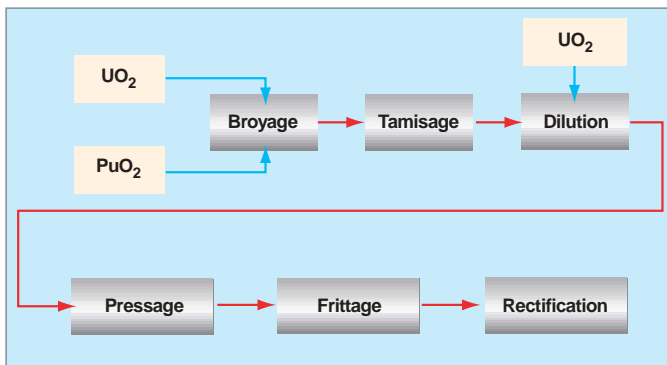 UO2
UO2
Broyage
Tamisage
Dilution
PuO2
Pressage
Frittage
Rectification